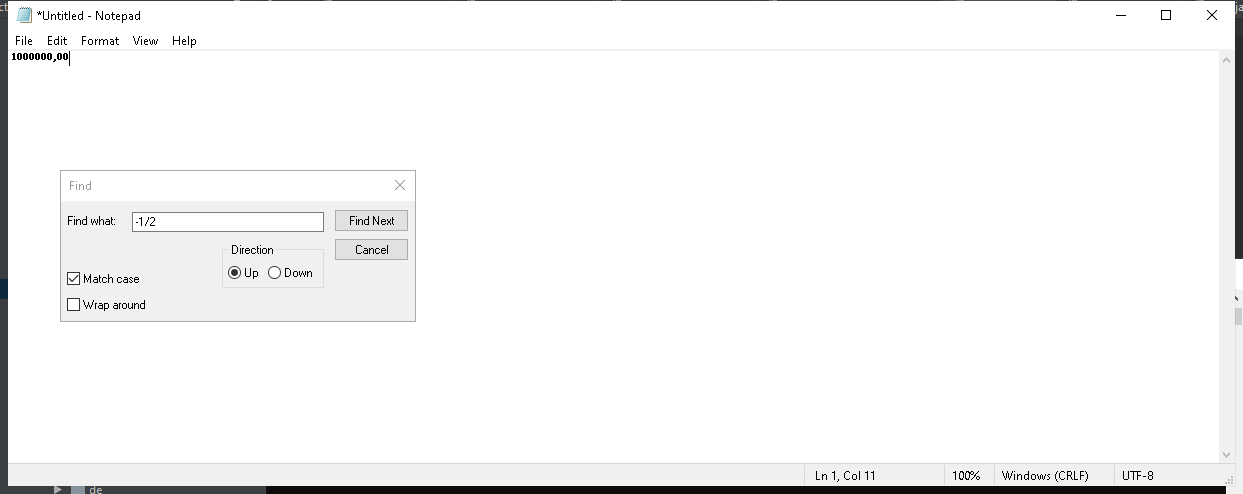 *Untitled - Notepad
File Edit Format View Help
1000000,00
Find
Find what: -1/2 Find Next
Direction Cancel
Up Down
Match case
Wrap around
Ln 1, Col 11 100% Windows (CRLF) UTF-8
de